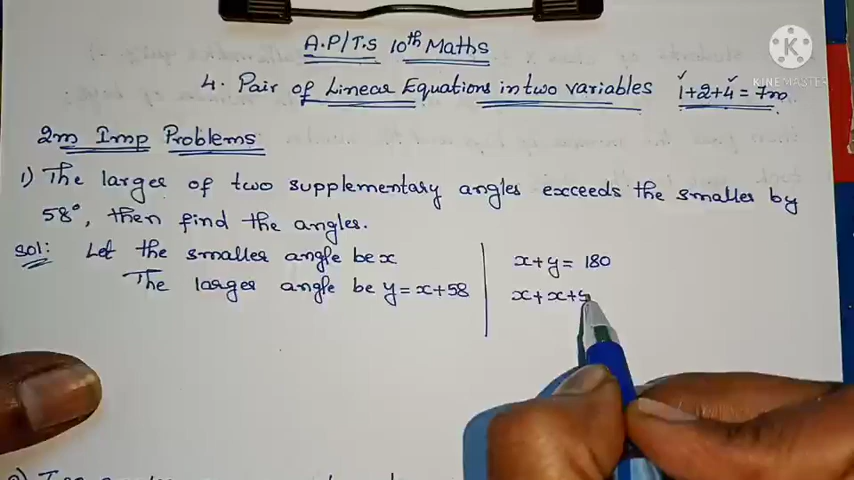 A.P/T.S 10th Maths
4. Pair of Linear Equations in two variables 1+2+4 = 7m
K
KINEMASTER
2m Imp Problems
1) The larger of two supplementary angles exceeds the smaller by
58°, then find the angles.
Sol: Let the smaller angle be x
The larger angle be y = x+58
x+y = 180
x+x+5